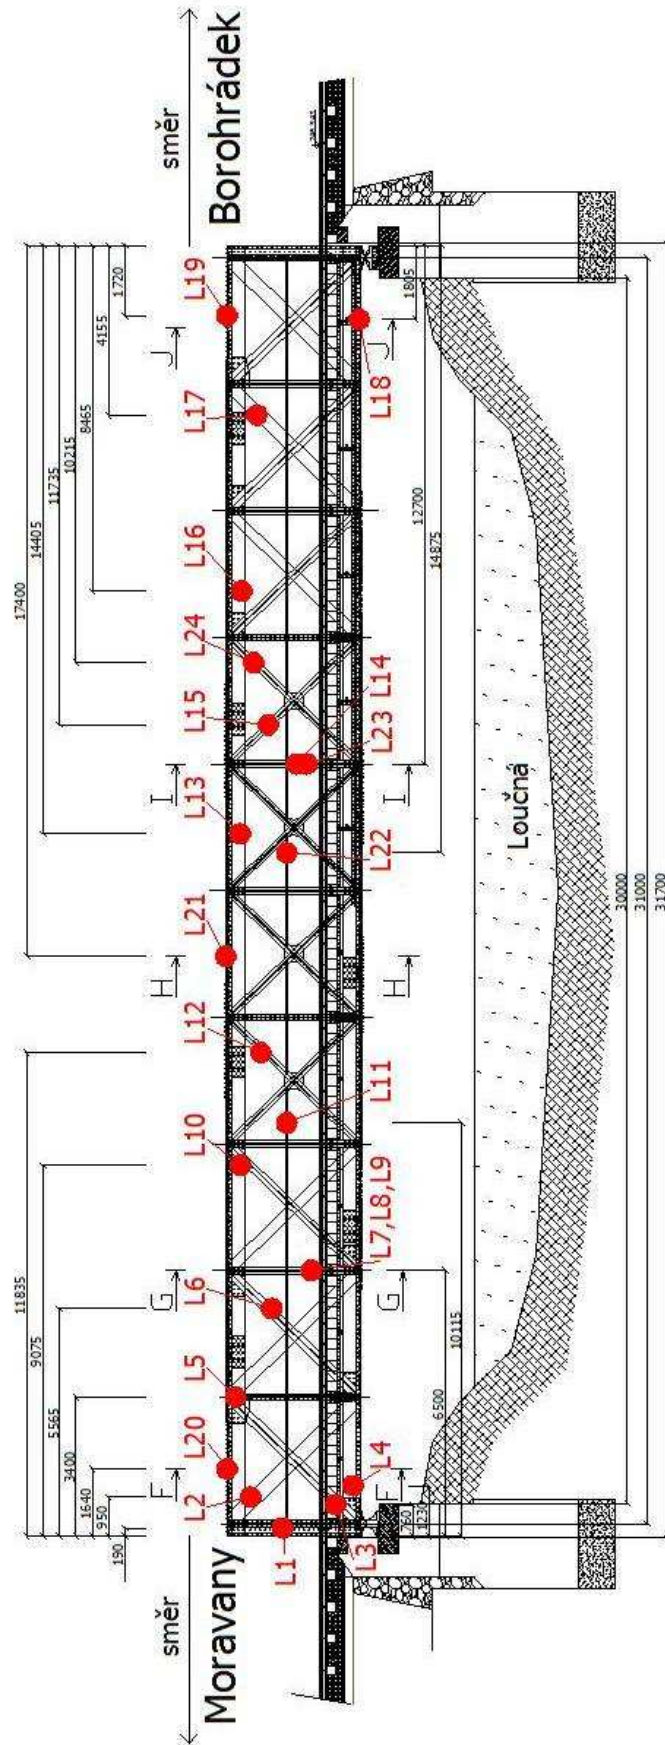 směr
Moravany
směr
Borohrádek
17400
14405
11735
10215
8465
4155
1720
11835
9075
5565
3400
1640
950
190
F
G
H
I
J
L1
L2
L20
L5
L6
L10
L12
L21
L13
L15
L24
L16
L17
L19
L3
L4
L7,L8,L9
L11
L22
L23
L14
L18
F
G
H
I
J
760
1230
6500
10115
14875
12700
1805
Loučná
30000
31000
31700